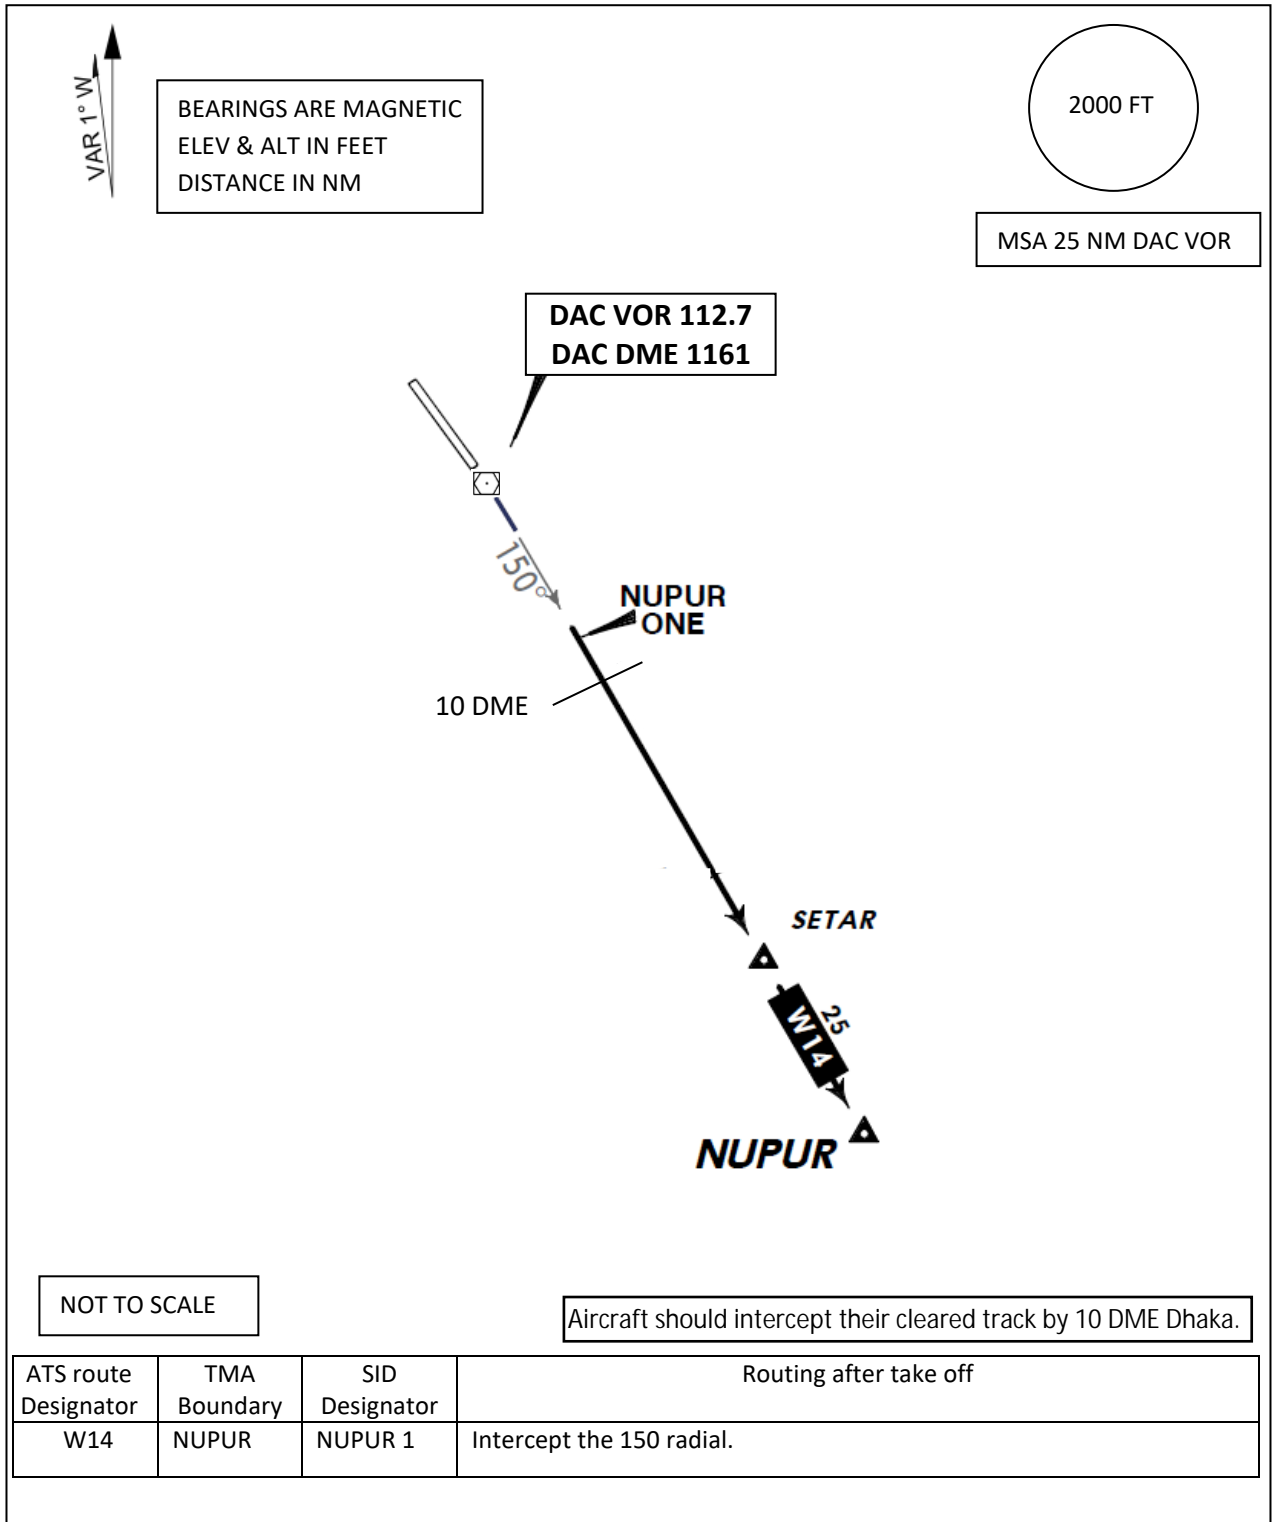 VAR 1° W
BEARINGS ARE MAGNETIC
ELEV & ALT IN FEET
DISTANCE IN NM
2000 FT
MSA 25 NM DAC VOR
DAC VOR 112.7
DAC DME 1161
150°
NUPUR
ONE
10 DME
SETAR
25
W14
NUPUR
NOT TO SCALE
Aircraft should intercept their cleared track by 10 DME Dhaka.
ATS route Designator
TMA Boundary
SID Designator
Routing after take off
W14
NUPUR
NUPUR 1
Intercept the 150 radial.